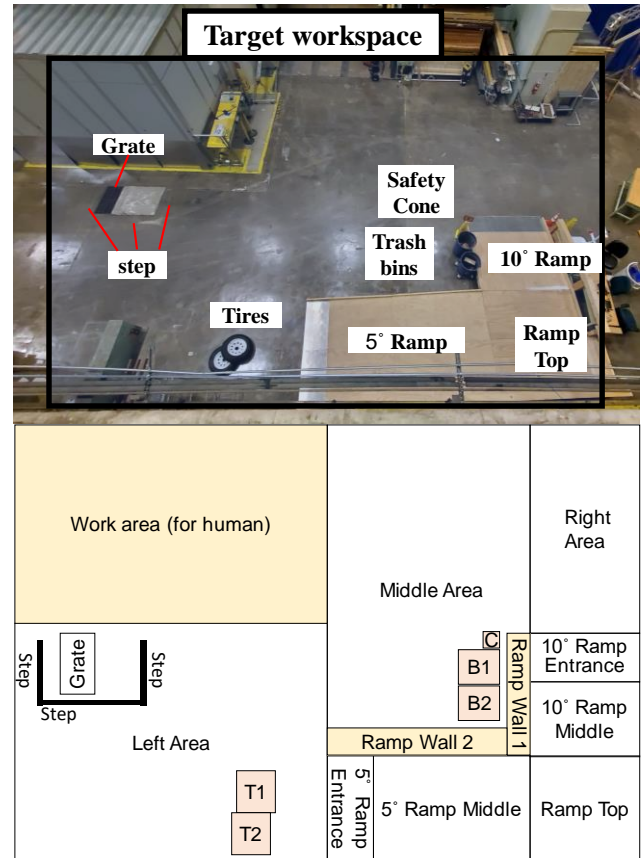 Target workspace
Grate
Safety
Cone
Trash
bins
10° Ramp
step
Tires
5° Ramp
Ramp
Top
Work area (for human)
Right
Area
Middle Area
C
Step
Grate
Step
B1
Ramp Wall 1
10° Ramp
Entrance
Step
B2
10° Ramp
Middle
Left Area
Ramp Wall 2
T1
5° Ramp
Entrance
5° Ramp Middle
Ramp Top
T2